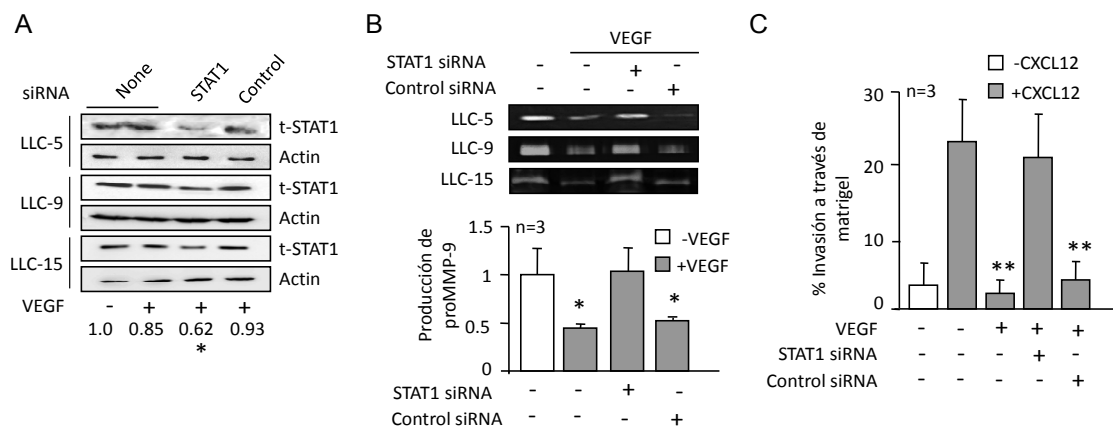 A
siRNA
None
STAT1
Control
LLC-5
t-STAT1
Actin
LLC-9
t-STAT1
Actin
LLC-15
t-STAT1
Actin
VEGF - + + +
1.0 0.85 0.62 0.93
*
B
VEGF
STAT1 siRNA - - + -
Control siRNA - - - +
LLC-5
LLC-9
LLC-15
Producción de
proMMP-9
n=3
-VEGF
+VEGF
1.5
1
0.5
0
* *
STAT1 siRNA - - + -
Control siRNA - - - +
C
-CXCL12
+CXCL12
n=3
% Invasión a través de
matrigel
30
20
10
0
** **
VEGF - - + + +
STAT1 siRNA - - - + -
Control siRNA - - - - +